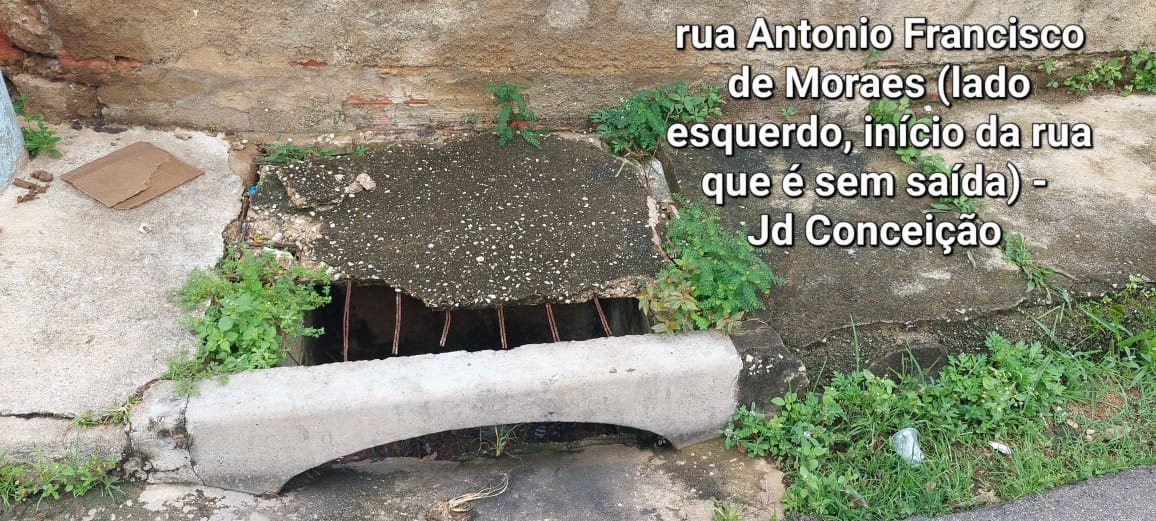 rua Antonio Francisco
de Moraes (lado
esquerdo, início da rua
que é sem saída) -
Jd Conceição